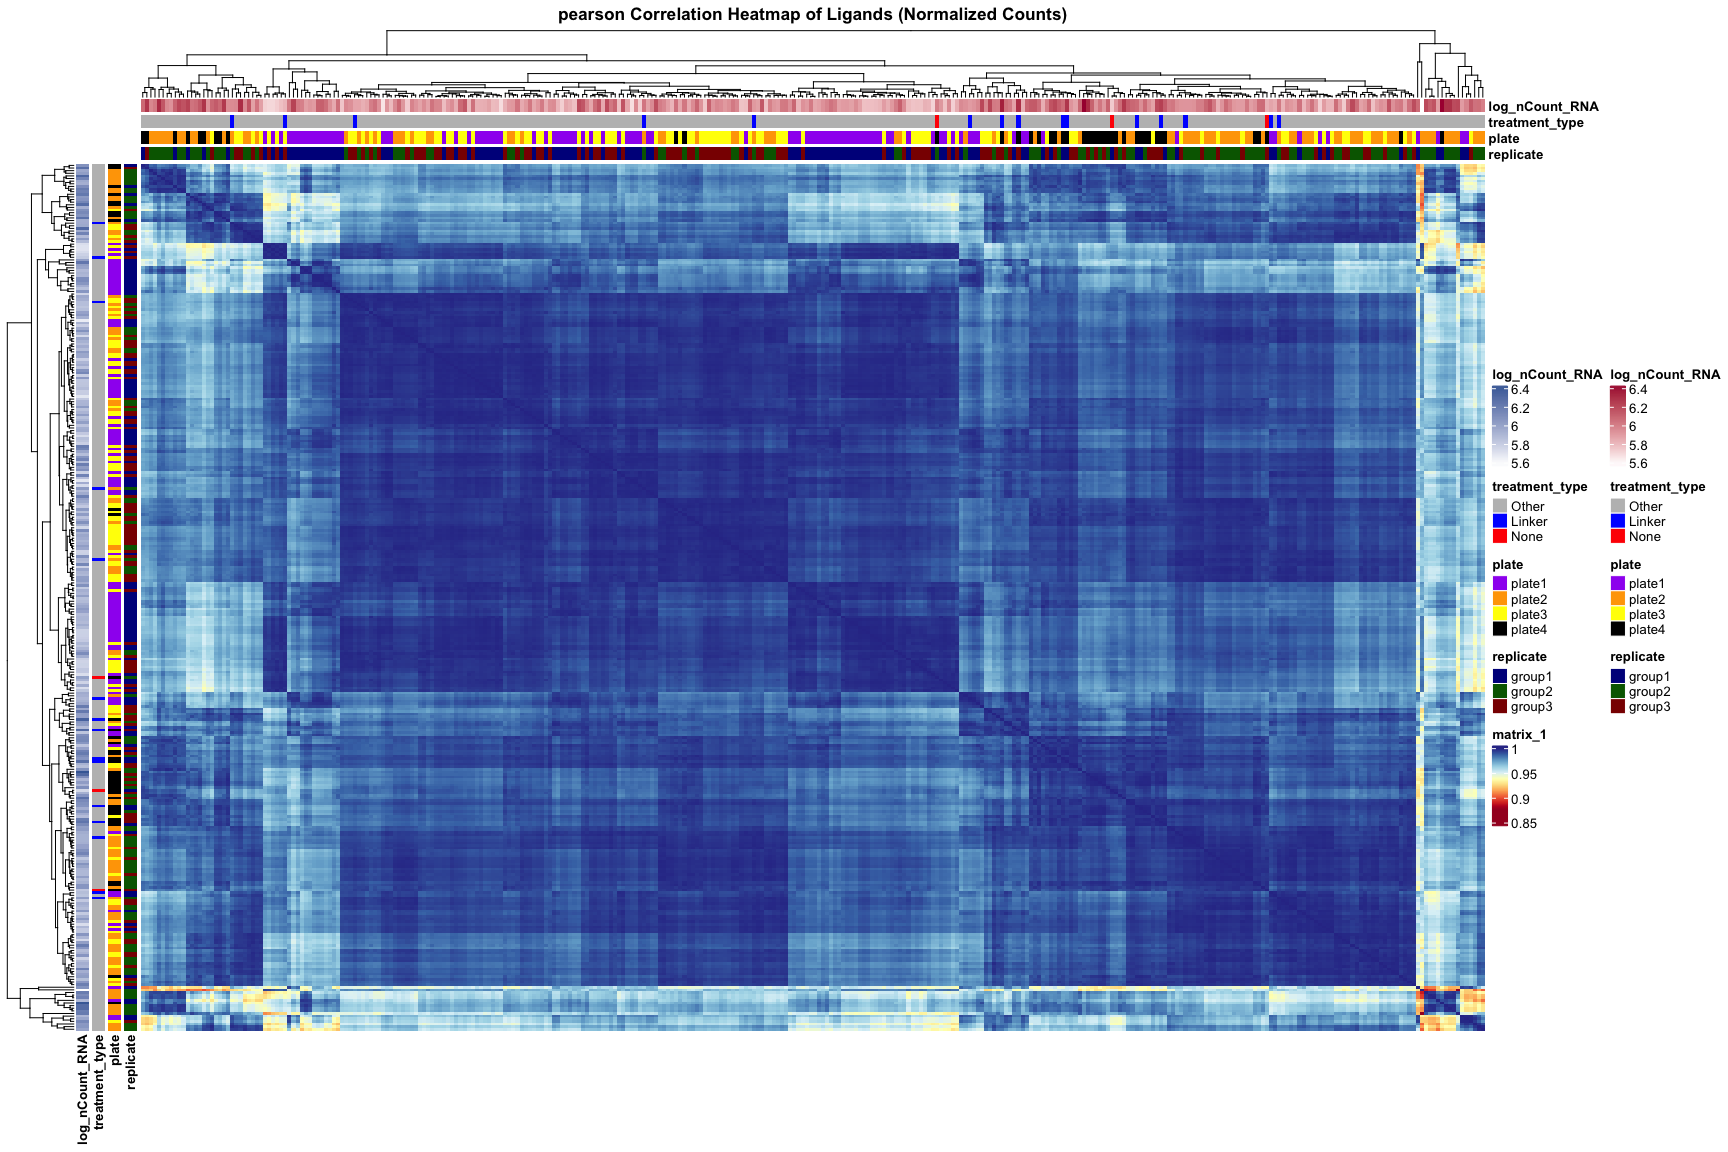 pearson Correlation Heatmap of Ligands (Normalized Counts)
log_nCount_RNA
treatment_type
plate
replicate
log_nCount_RNA
6.4
6.2
6
5.8
5.6
treatment_type
Other
Linker
None
plate
plate1
plate2
plate3
plate4
replicate
group1
group2
group3
matrix_1
1
0.95
0.9
0.85
log_nCount_RNA
6.4
6.2
6
5.8
5.6
treatment_type
Other
Linker
None
plate
plate1
plate2
plate3
plate4
replicate
group1
group2
group3
log_nCount_RNA
treatment_type
plate
replicate